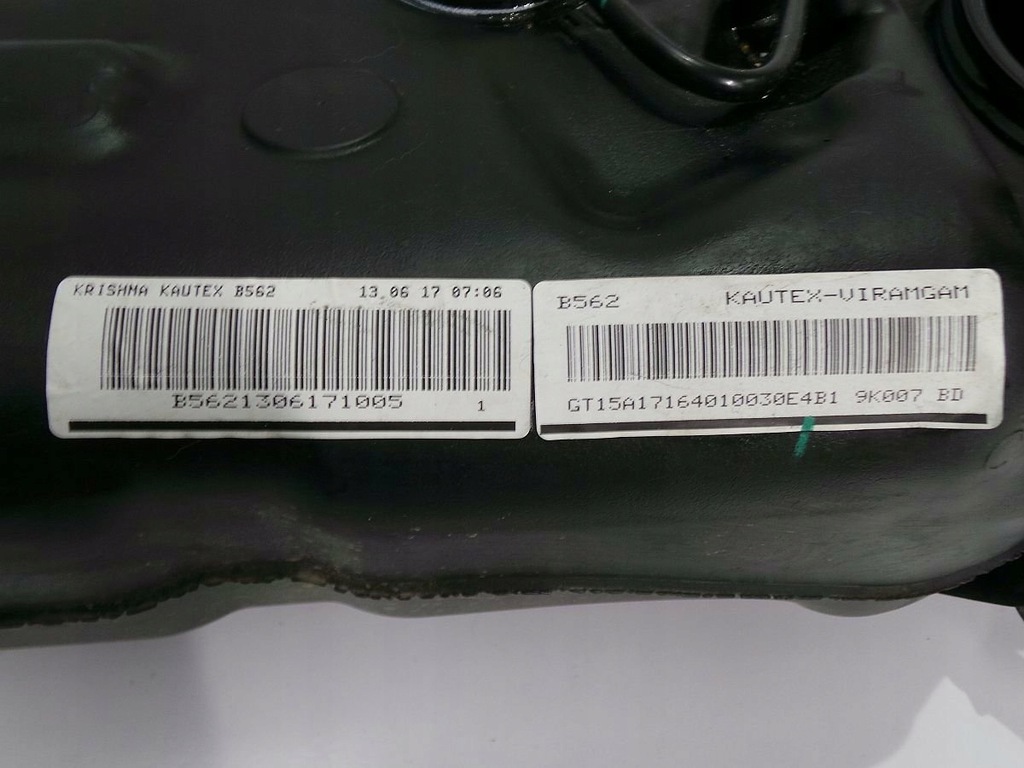 KRISHNA KAUTEX B562 13.06 17 07:06
B5621306171005 1
B562 KAUTEX-VIRAMGAM
GT15A17164010030E4B1 9K007 BD